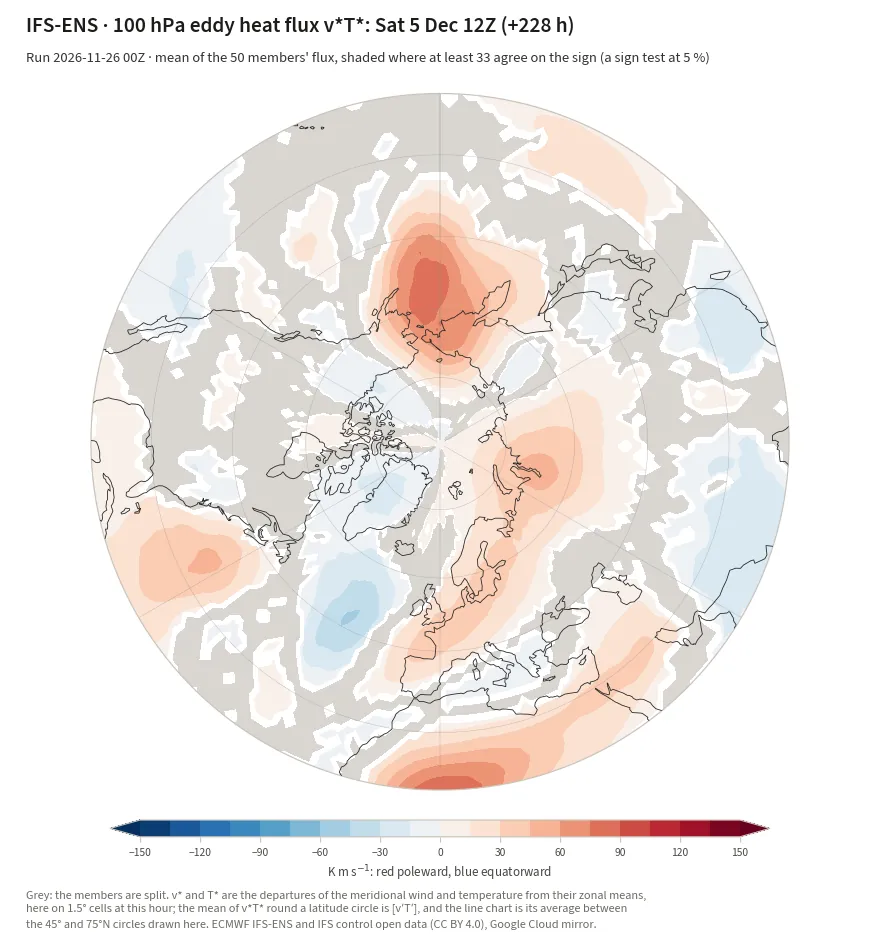 IFS-ENS · 100 hPa eddy heat flux v*T*: Sat 5 Dec 12Z (+228 h)
Run 2026-11-26 00Z · mean of the 50 members' flux, shaded where at least 33 agree on the sign (a sign test at 5 %)
−150 −120 −90 −60 −30 0 30 60 90 120 150
K m s⁻¹: red poleward, blue equatorward
Grey: the members are split. v* and T* are the departures of the meridional wind and temperature from their zonal means,
here on 1.5° cells at this hour; the mean of v*T* round a latitude circle is [v′T′], and the line chart is its average between
the 45° and 75°N circles drawn here. ECMWF IFS-ENS and IFS control open data (CC BY 4.0), Google Cloud mirror.